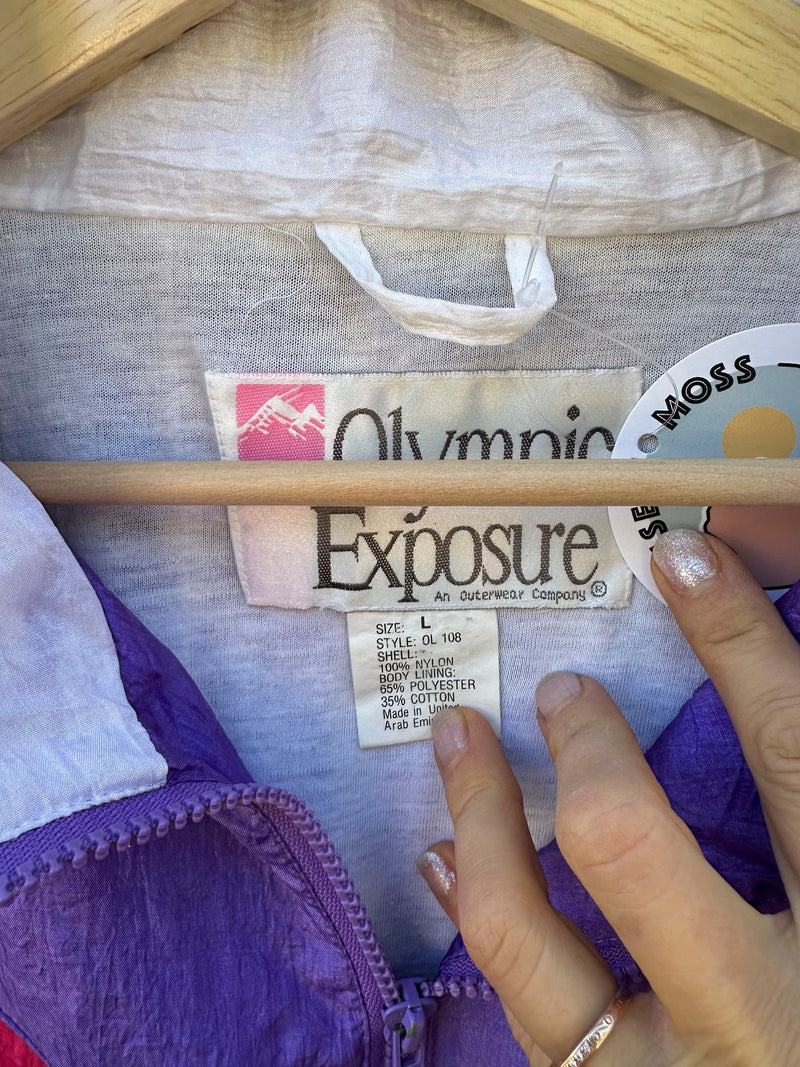 Olympic
Exposure
An Outerwear Company®
SIZE: L
STYLE: OL 108
SHELL:
100% NYLON
BODY LINING:
65% POLYESTER
35% COTTON
Made in United
Arab Emi
MOSS